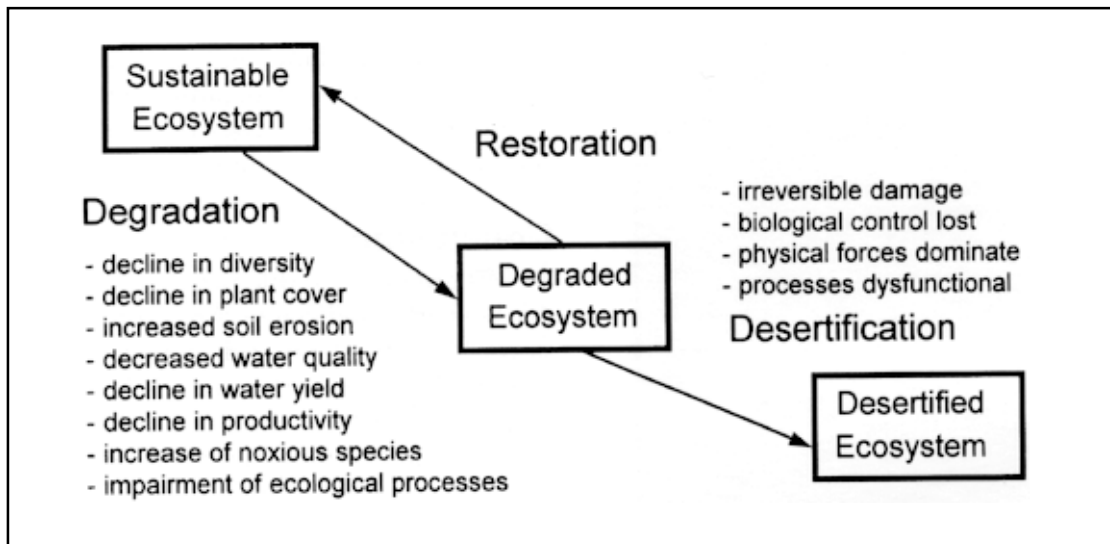 Sustainable
Ecosystem
Restoration
Degradation
- decline in diversity
- decline in plant cover
- increased soil erosion
- decreased water quality
- decline in water yield
- decline in productivity
- increase of noxious species
- impairment of ecological processes
Degraded
Ecosystem
- irreversible damage
- biological control lost
- physical forces dominate
- processes dysfunctional
Desertification
Desertified
Ecosystem